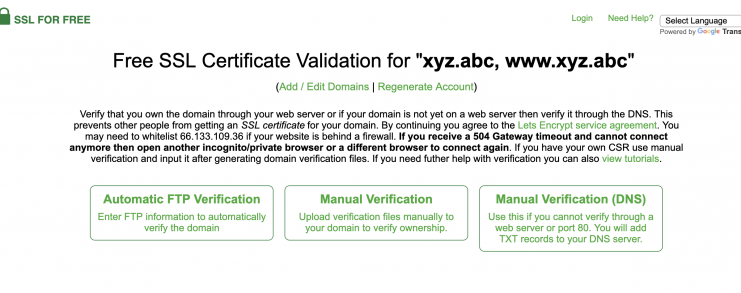 SSL FOR FREE
Login Need Help? Select Language
Powered by Google Trans
Free SSL Certificate Validation for "xyz.abc, www.xyz.abc"
(Add / Edit Domains | Regenerate Account)
Verify that you own the domain through your web server or if your domain is not yet on a web server then verify it through the DNS. This
prevents other people from getting an SSL certificate for your domain. By continuing you agree to the Lets Encrypt service agreement. You
may need to whitelist 66.133.109.36 if your website is behind a firewall. If you receive a 504 Gateway timeout and cannot connect
anymore then open another incognito/private browser or a different browser to connect again. If you have your own CSR use manual
verification and input it after generating domain verification files. If you need futher help with verification you can also view tutorials.
Automatic FTP Verification
Enter FTP information to automatically
verify the domain
Manual Verification
Upload verification files manually to
your domain to verify ownership.
Manual Verification (DNS)
Use this if you cannot verify through a
web server or port 80. You will add
TXT records to your DNS server.